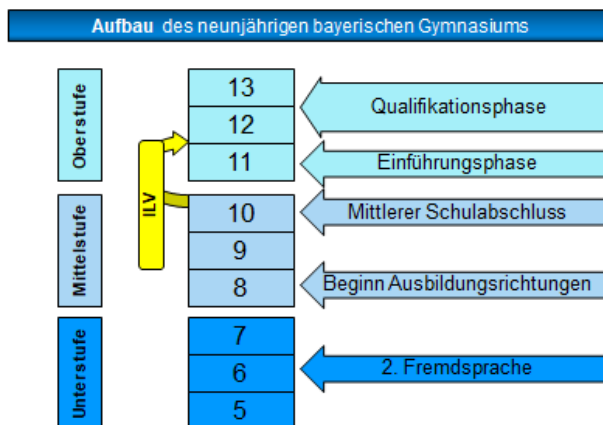 Aufbau des neunjährigen bayerischen Gymnasiums
Oberstufe
13
12
11
Qualifikationsphase
Einführungsphase
ILV
Mittelstufe
10
9
8
Mittlerer Schulabschluss
Beginn Ausbildungsrichtungen
Unterstufe
7
6
5
2. Fremdsprache